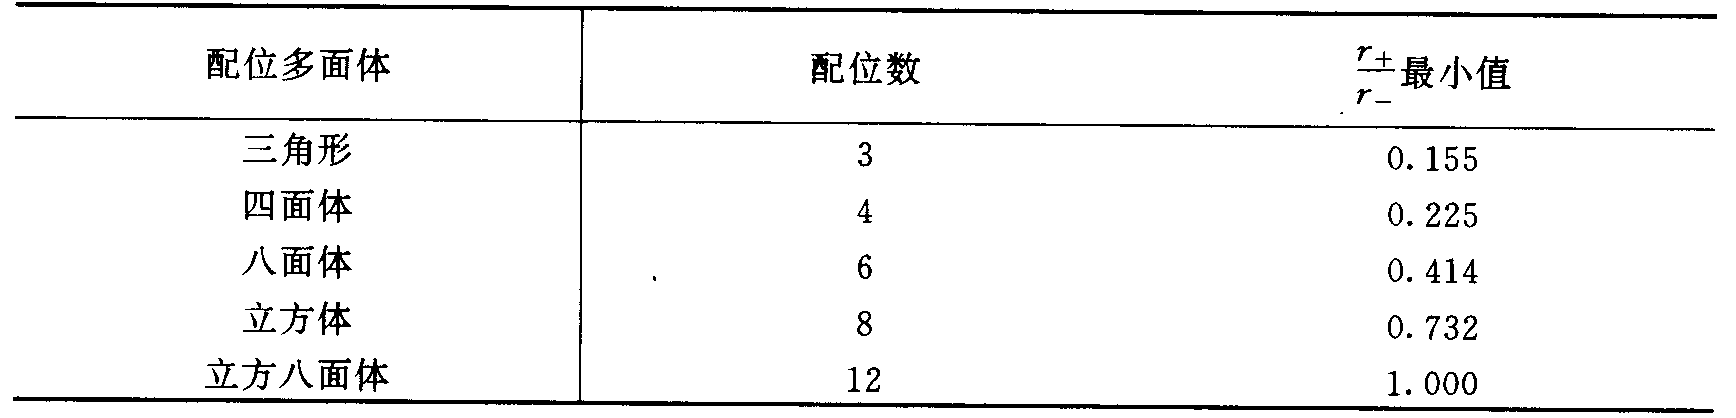 配位多面体 配位数 r+/r- 最小值
三角形 3 0.155
四面体 4 0.225
八面体 6 0.414
立方体 8 0.732
立方八面体 12 1.000